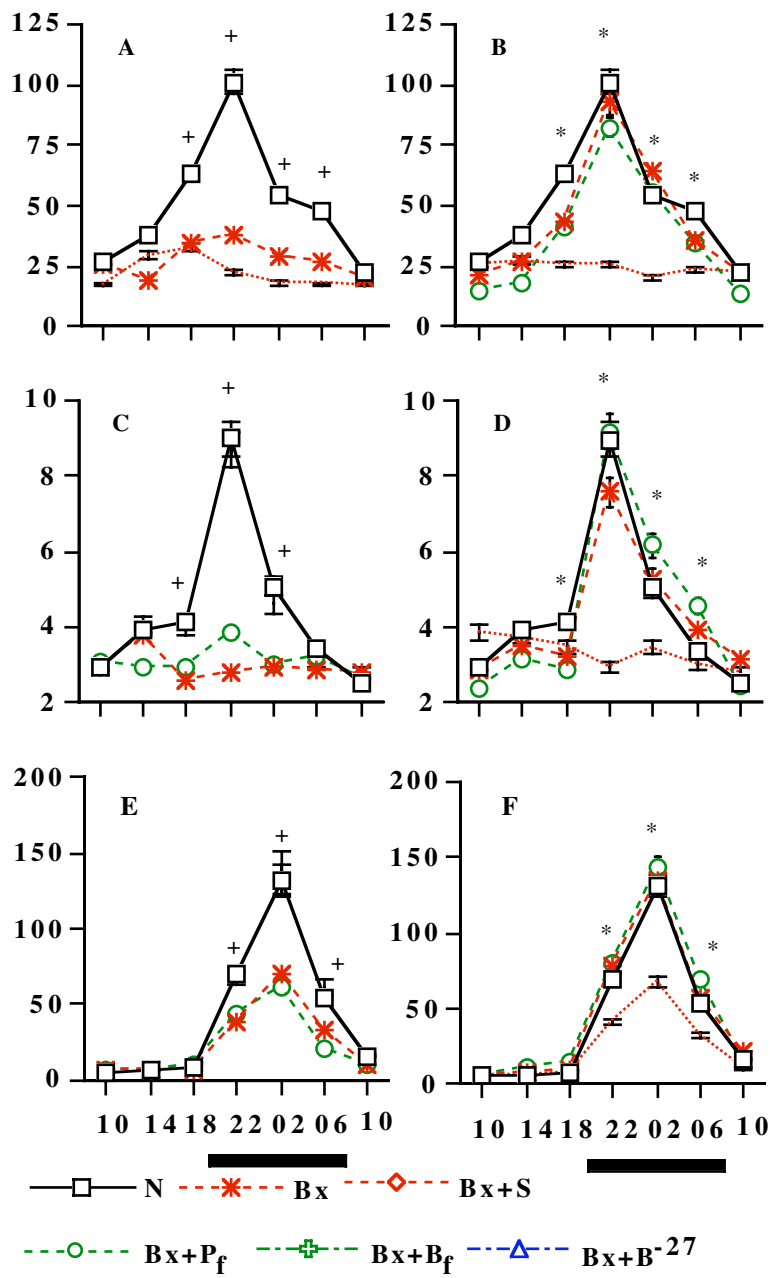 125 A + 125 B *
100 100
75 + 75 * *
50 + + 50 *
25 25
0 0
10 C + 10 D *
8 8
6 + 6 * *
4 + 4 *
2 2
200 E 200 F
150 + 150 *
100 + + 100 * *
50 50
0 0
10 14 18 22 02 06 10 10 14 18 22 02 06 10
N Bx Bx+S
Bx+Pf Bx+Bf Bx+B-27